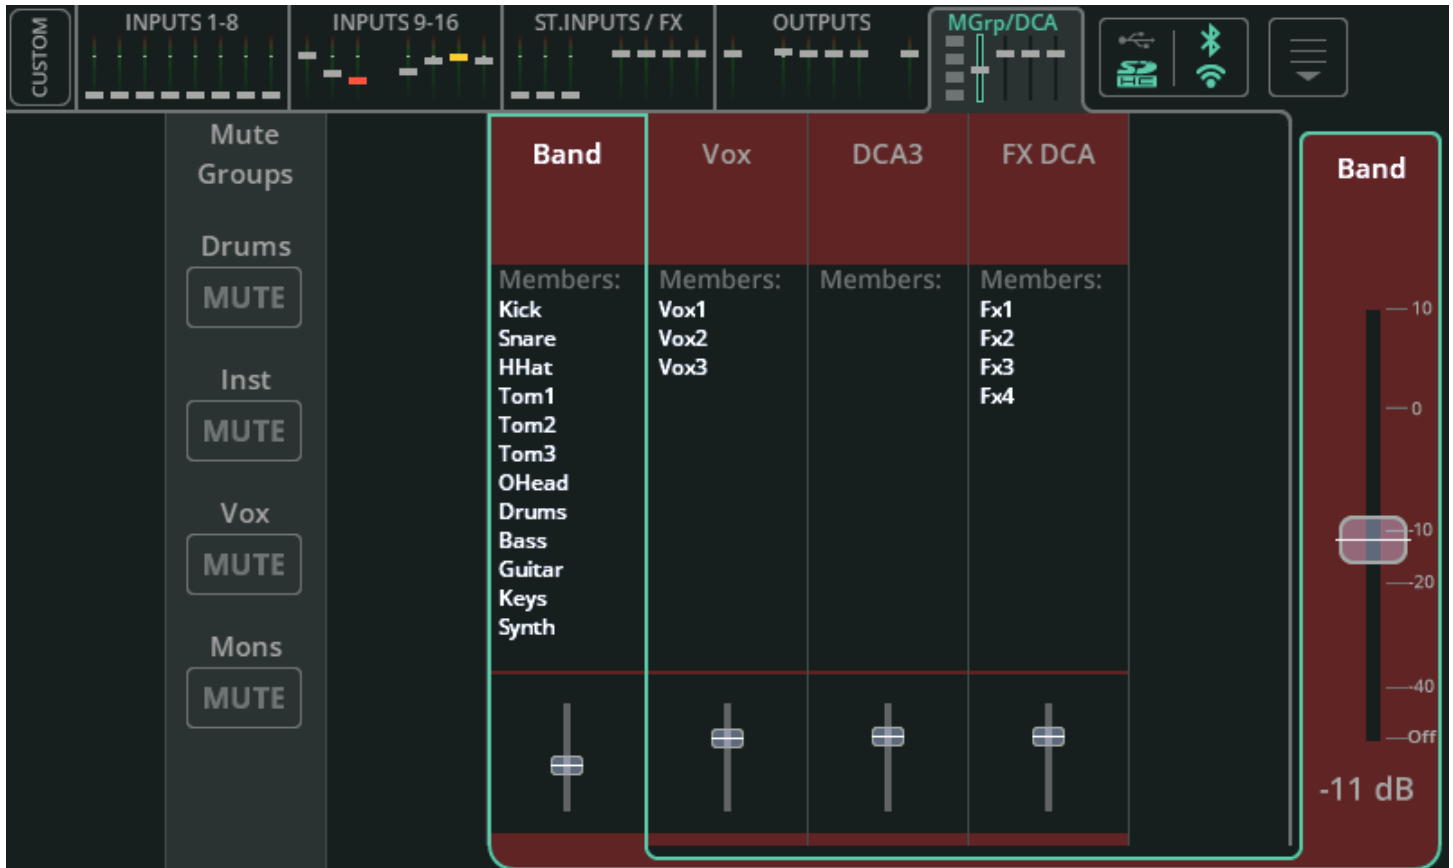 CUSTOM
INPUTS 1-8
INPUTS 9-16
ST.INPUTS / FX
OUTPUTS
MGrp/DCA
SD
HC
Mute
Groups
Drums
MUTE
Inst
MUTE
Vox
MUTE
Mons
MUTE
Band
Members:
Kick
Snare
HHat
Tom1
Tom2
Tom3
OHead
Drums
Bass
Guitar
Keys
Synth
Vox
Members:
Vox1
Vox2
Vox3
DCA3
Members:
FX DCA
Members:
Fx1
Fx2
Fx3
Fx4
Band
10
0
-10
-20
-40
Off
-11 dB